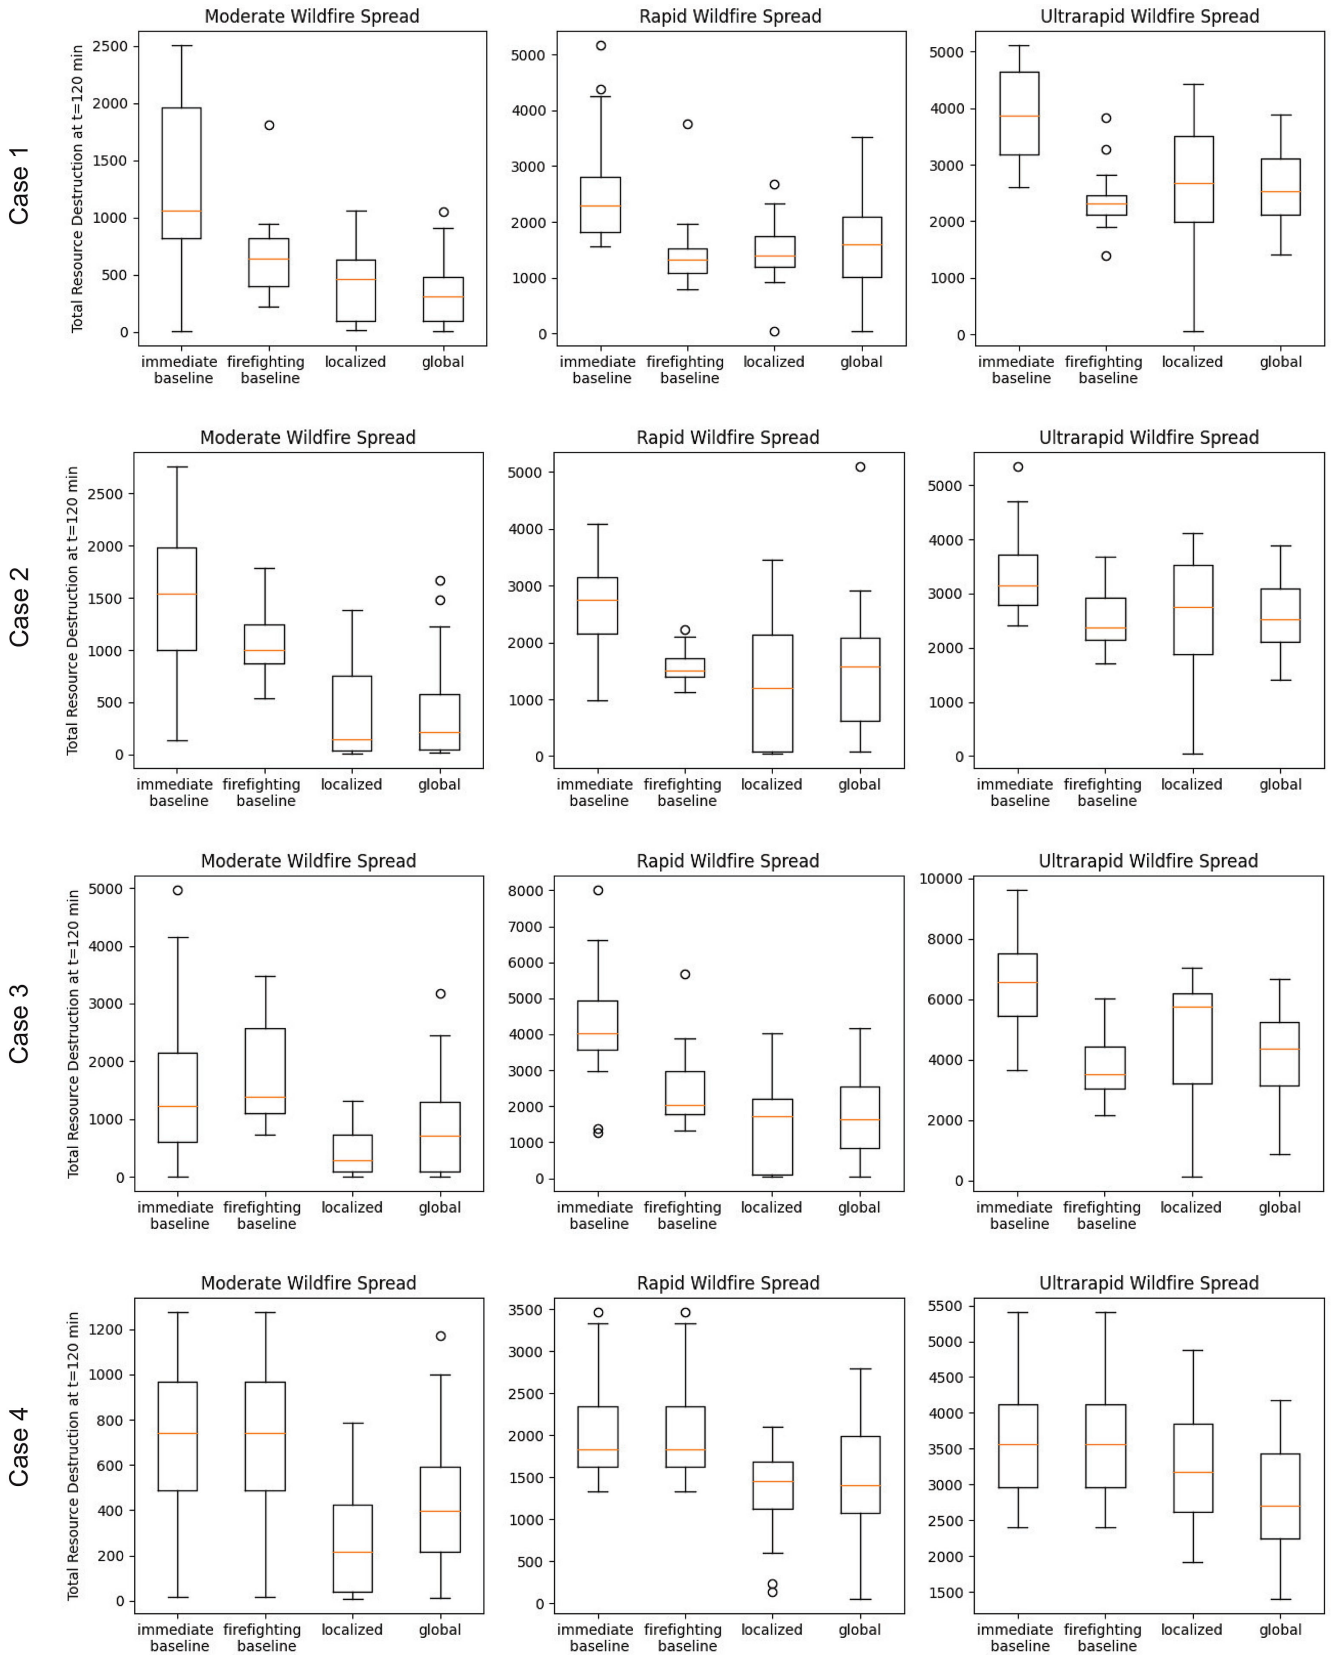 Case 1
Moderate Wildfire Spread
Total Resource Destruction at t=120 min
2500
2000
1500
1000
500
0
immediate
baseline
firefighting
baseline
localized
global
Rapid Wildfire Spread
5000
4000
3000
2000
1000
0
immediate
baseline
firefighting
baseline
localized
global
Ultrarapid Wildfire Spread
5000
4000
3000
2000
1000
0
immediate
baseline
firefighting
baseline
localized
global
Case 2
Moderate Wildfire Spread
Total Resource Destruction at t=120 min
2500
2000
1500
1000
500
0
immediate
baseline
firefighting
baseline
localized
global
Rapid Wildfire Spread
5000
4000
3000
2000
1000
0
immediate
baseline
firefighting
baseline
localized
global
Ultrarapid Wildfire Spread
5000
4000
3000
2000
1000
0
immediate
baseline
firefighting
baseline
localized
global
Case 3
Moderate Wildfire Spread
Total Resource Destruction at t=120 min
5000
4000
3000
2000
1000
0
immediate
baseline
firefighting
baseline
localized
global
Rapid Wildfire Spread
8000
7000
6000
5000
4000
3000
2000
1000
0
immediate
baseline
firefighting
baseline
localized
global
Ultrarapid Wildfire Spread
10000
8000
6000
4000
2000
0
immediate
baseline
firefighting
baseline
localized
global
Case 4
Moderate Wildfire Spread
Total Resource Destruction at t=120 min
1200
1000
800
600
400
200
0
immediate
baseline
firefighting
baseline
localized
global
Rapid Wildfire Spread
3500
3000
2500
2000
1500
1000
500
0
immediate
baseline
firefighting
baseline
localized
global
Ultrarapid Wildfire Spread
5500
5000
4500
4000
3500
3000
2500
2000
1500
immediate
baseline
firefighting
baseline
localized
global